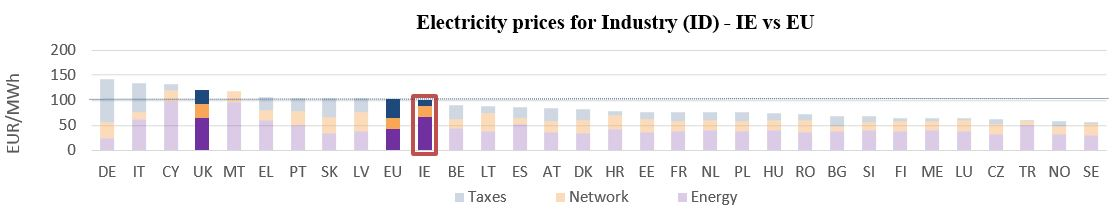 Electricity prices for Industry (ID) - IE vs EU
EUR/MWh
200
150
100
50
0
DE IT CY UK MT EL PT SK LV EU IE BE LT ES AT DK HR EE FR NL PL HU RO BG SI FI ME LU CZ TR NO SE
Taxes Network Energy